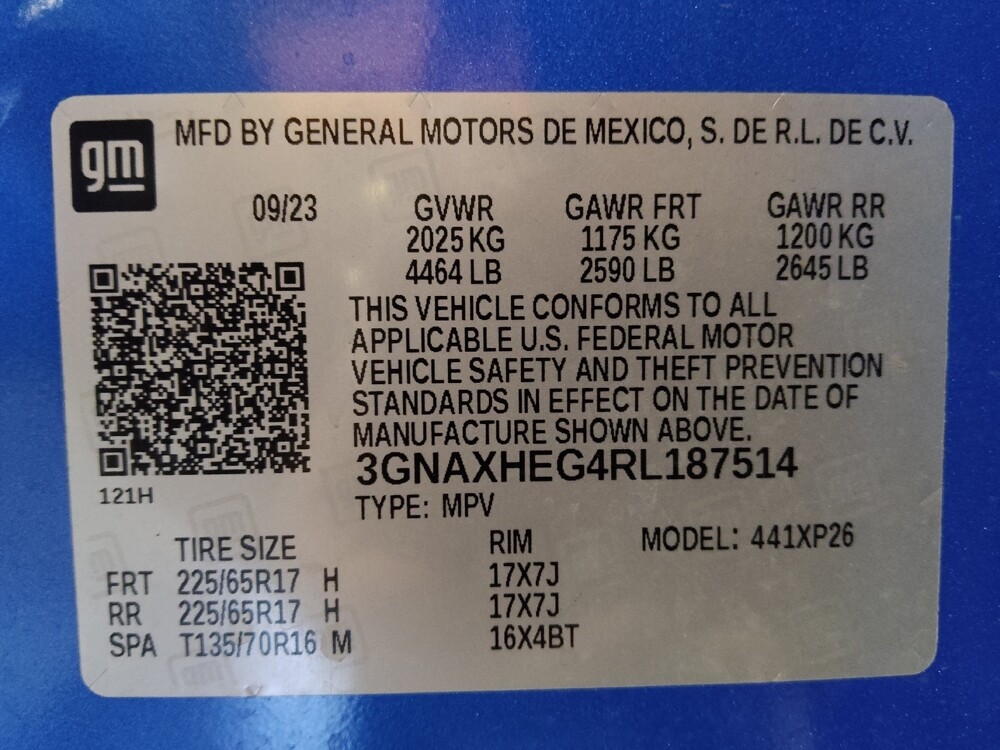 gm
MFD BY GENERAL MOTORS DE MEXICO, S. DE R.L. DE C.V.
09/23 GVWR GAWR FRT GAWR RR
2025 KG 1175 KG 1200 KG
4464 LB 2590 LB 2645 LB
THIS VEHICLE CONFORMS TO ALL
APPLICABLE U.S. FEDERAL MOTOR
VEHICLE SAFETY AND THEFT PREVENTION
STANDARDS IN EFFECT ON THE DATE OF
MANUFACTURE SHOWN ABOVE.
3GNAXHEG4RL187514
121H
TYPE: MPV
TIRE SIZE RIM MODEL: 441XP26
FRT 225/65R17 H 17X7J
RR 225/65R17 H 17X7J
SPA T135/70R16 M 16X4BT